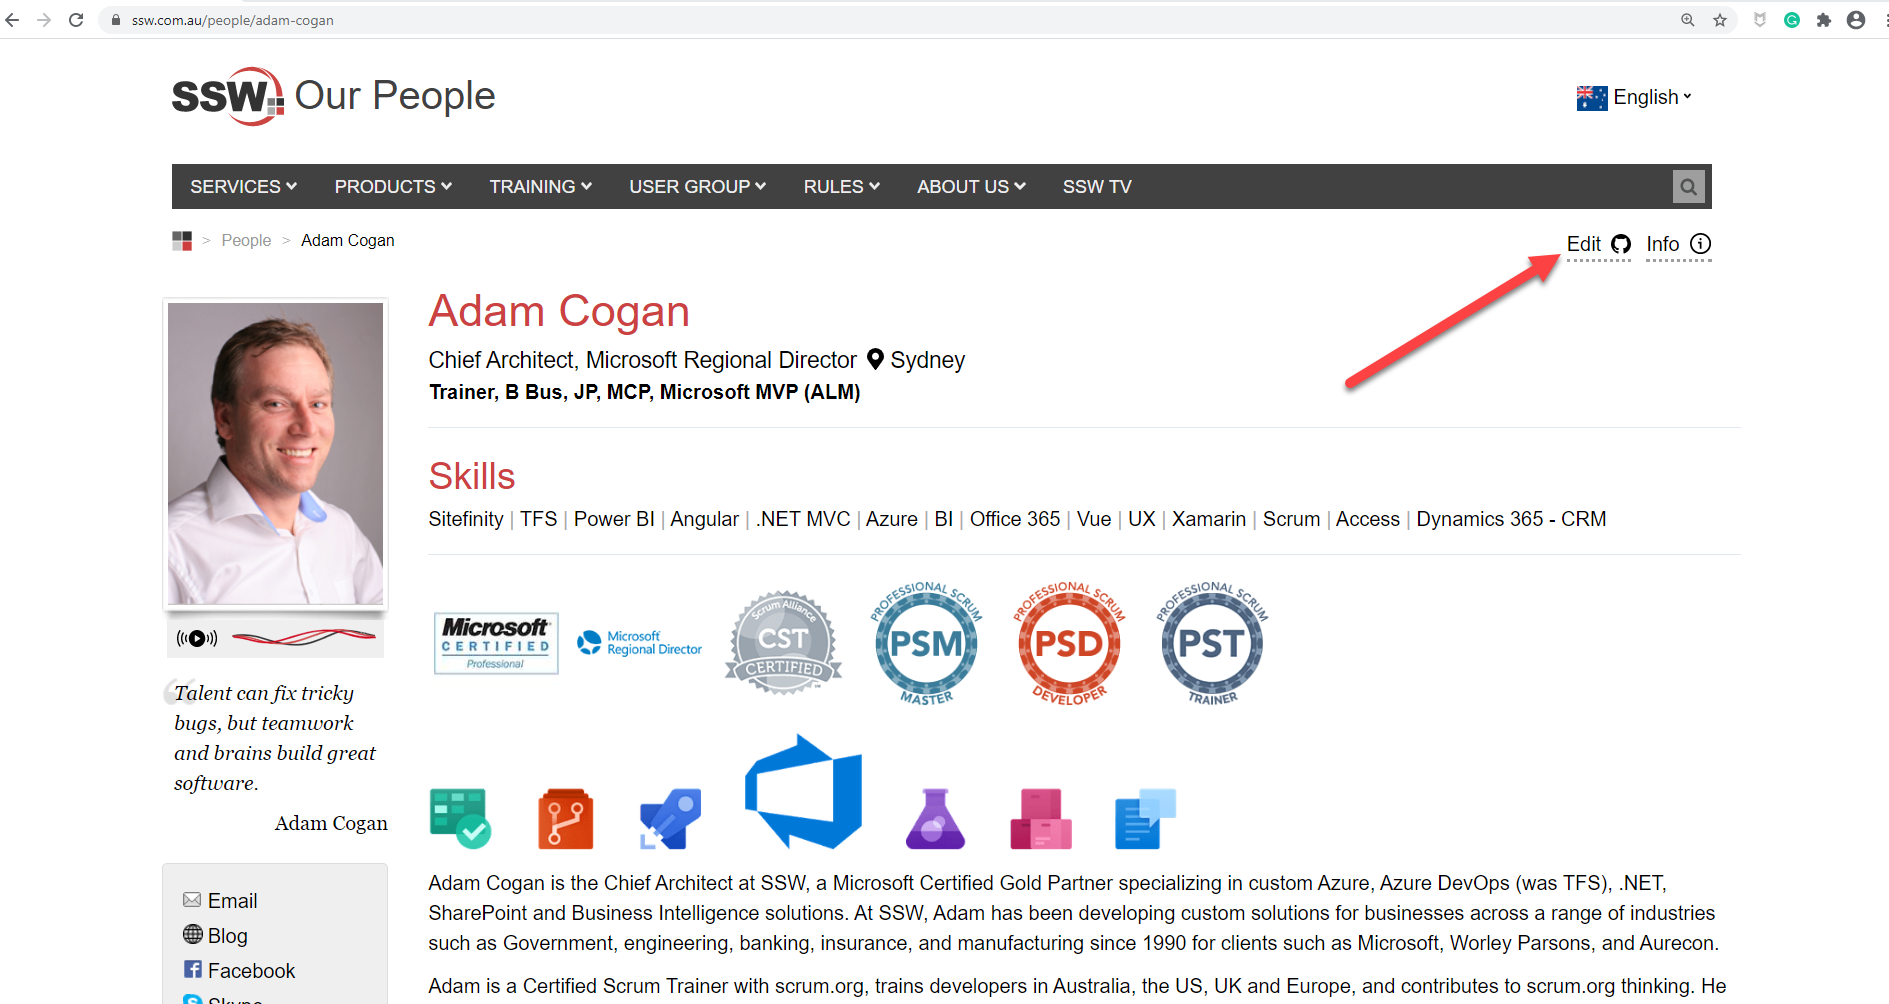 ssw.com.au/people/adam-cogan
SSW Our People
English
SERVICES PRODUCTS TRAINING USER GROUP RULES ABOUT US SSW TV
> People > Adam Cogan
Edit Info
Adam Cogan
Chief Architect, Microsoft Regional Director Sydney
Trainer, B Bus, JP, MCP, Microsoft MVP (ALM)
Skills
Sitefinity | TFS | Power BI | Angular | .NET MVC | Azure | BI | Office 365 | Vue | UX | Xamarin | Scrum | Access | Dynamics 365 - CRM
Microsoft
CERTIFIED
Professional
Microsoft
Regional Director
Scrum Alliance
CST
CERTIFIED
PROFESSIONAL SCRUM
PSM
MASTER
PROFESSIONAL SCRUM
PSD
DEVELOPER
PROFESSIONAL SCRUM
PST
TRAINER
Talent can fix tricky
bugs, but teamwork
and brains build great
software.
Adam Cogan
Email
Blog
Facebook
Skype
Adam Cogan is the Chief Architect at SSW, a Microsoft Certified Gold Partner specializing in custom Azure, Azure DevOps (was TFS), .NET,
SharePoint and Business Intelligence solutions. At SSW, Adam has been developing custom solutions for businesses across a range of industries
such as Government, engineering, banking, insurance, and manufacturing since 1990 for clients such as Microsoft, Worley Parsons, and Aurecon.
Adam is a Certified Scrum Trainer with scrum.org, trains developers in Australia, the US, UK and Europe, and contributes to scrum.org thinking. He